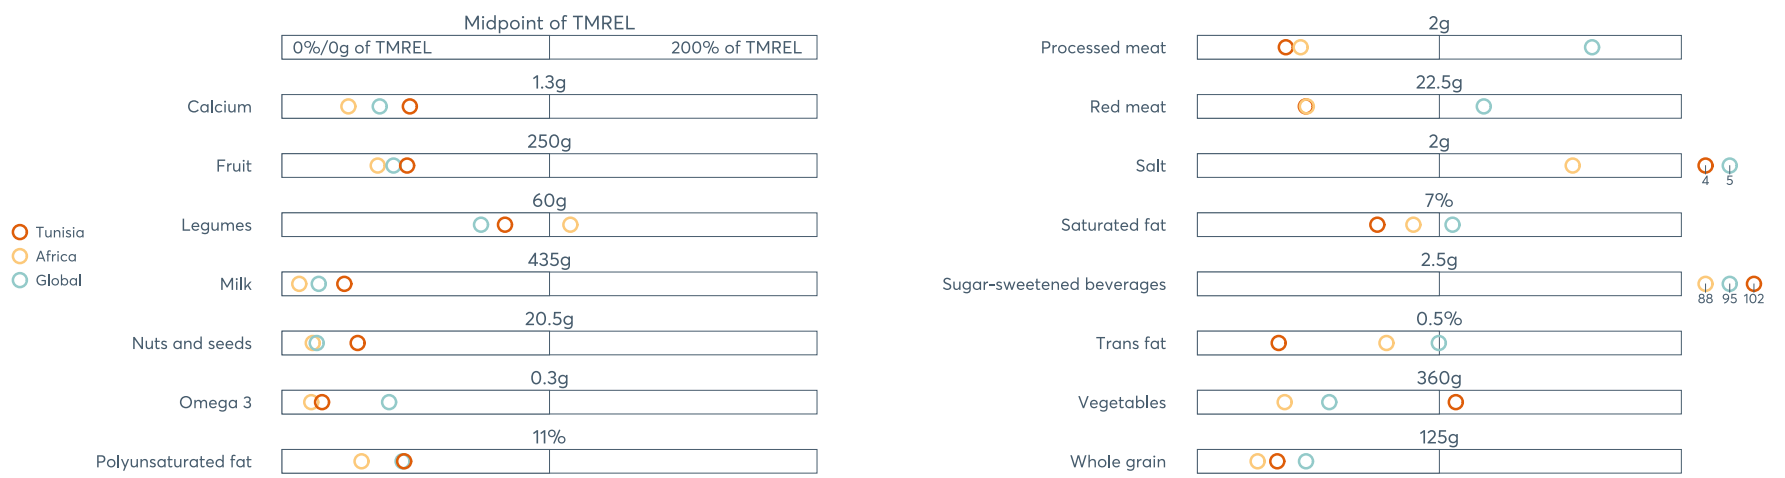 Midpoint of TMREL
0%/0g of TMREL
200% of TMREL
1.3g
Calcium
250g
Fruit
60g
Legumes
435g
Milk
20.5g
Nuts and seeds
0.3g
Omega 3
11%
Polyunsaturated fat
Tunisia
Africa
Global
2g
Processed meat
22.5g
Red meat
2g
Salt
4 5
7%
Saturated fat
2.5g
Sugar-sweetened beverages
88 95 102
0.5%
Trans fat
360g
Vegetables
125g
Whole grain